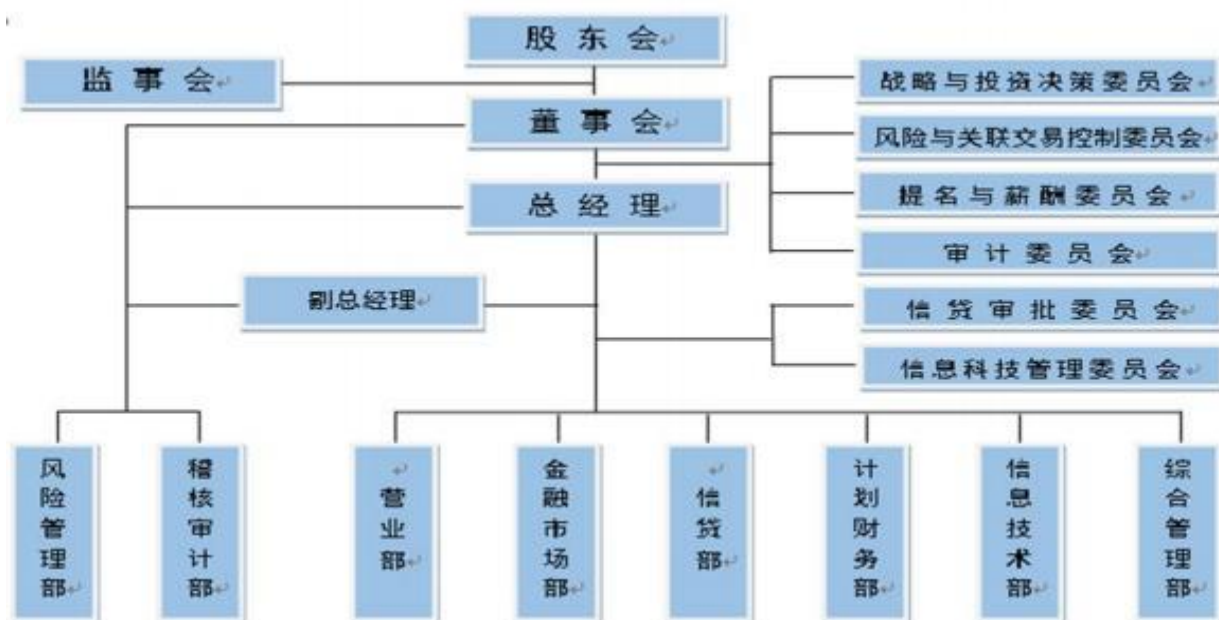 股东会
监事会
战略与投资决策委员会
董事会
风险与关联交易控制委员会
总经理
提名与薪酬委员会
审计委员会
副总经理
信贷审批委员会
信息科技管理委员会
风险管理部
稽核审计部
营业部
金融市场部
信贷部
计划财务部
信息技术部
综合管理部